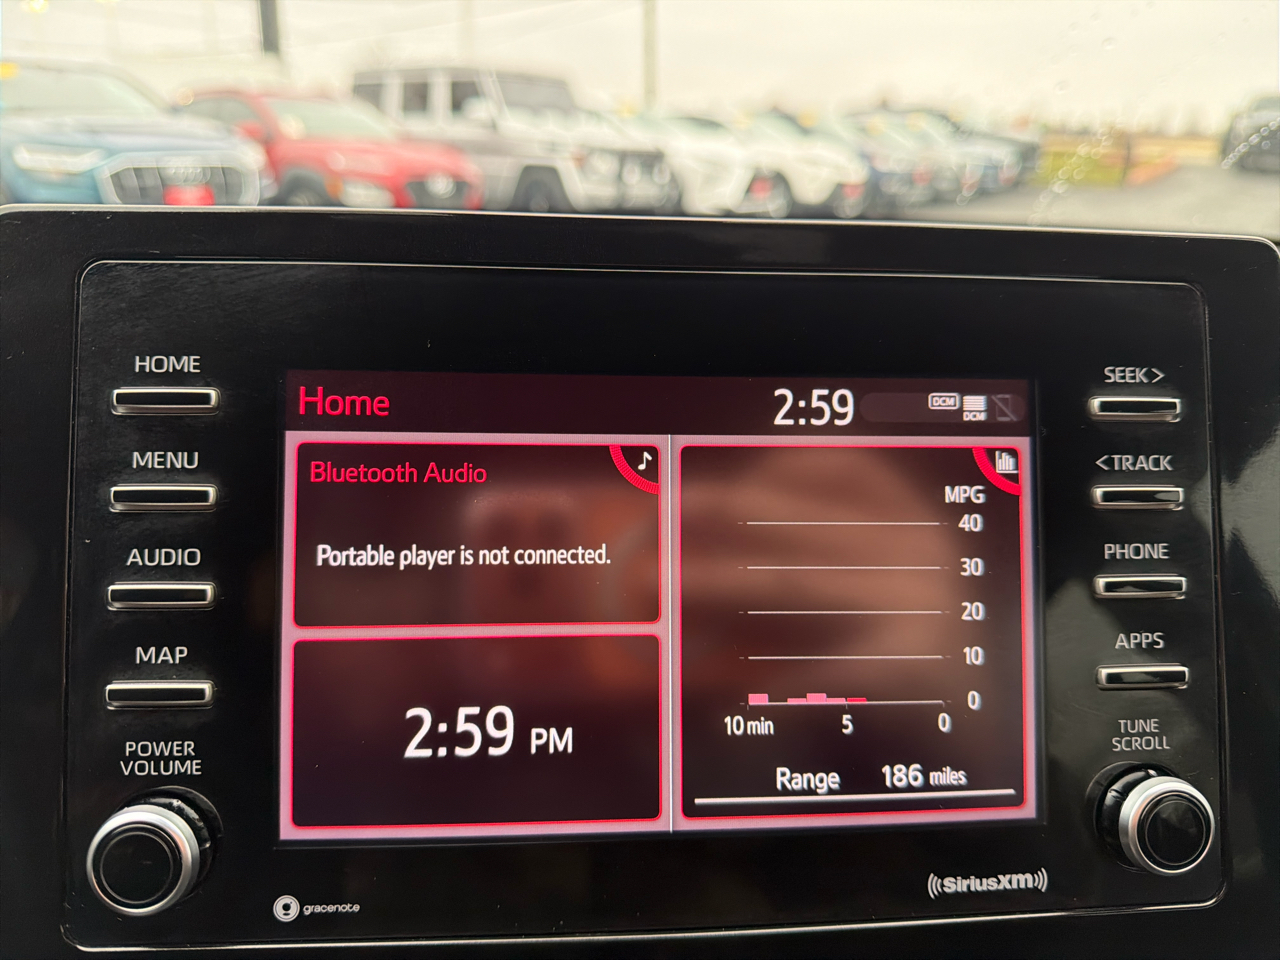 HOME
MENU
AUDIO
MAP
POWER
VOLUME
Home
2:59
DCM
DCM
Bluetooth Audio
Portable player is not connected.
2:59 PM
MPG
40
30
20
10
0
10 min 5 0
Range 186 miles
SEEK>
<TRACK
PHONE
APPS
TUNE
SCROLL
gracenote
((SiriusXM))